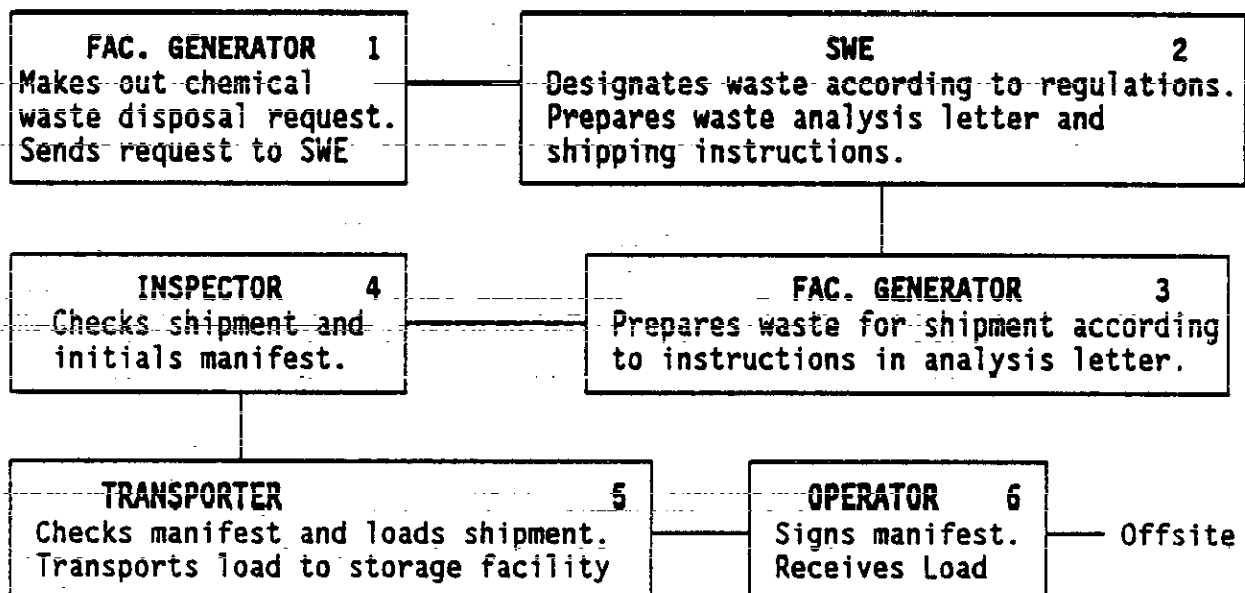 FAC. GENERATOR 1
Makes out chemical
waste disposal request.
Sends request to SWE
SWE 2
Designates waste according to regulations.
Prepares waste analysis letter and
shipping instructions.
INSPECTOR 4
Checks shipment and
initials manifest.
FAC. GENERATOR 3
Prepares waste for shipment according
to instructions in analysis letter.
TRANSPORTER 5
Checks manifest and loads shipment.
Transports load to storage facility
OPERATOR 6
Signs manifest.
Receives Load
Offsite